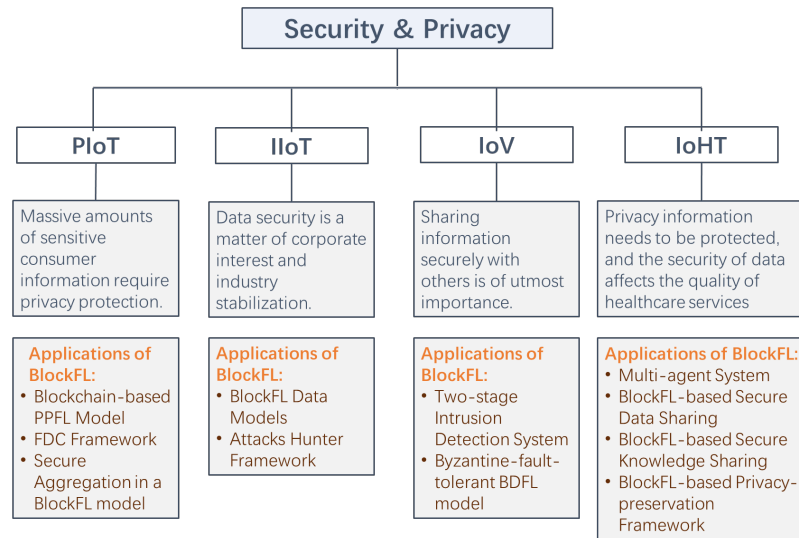 Security & Privacy
PIoT
IIoT
IoV
IoHT
Massive amounts
of sensitive
consumer
information require
privacy protection.
Data security is a
matter of corporate
interest and
industry
stabilization.
Sharing
information
securely with
others is of utmost
importance.
Privacy information
needs to be protected,
and the security of data
affects the quality of
healthcare services
Applications of
BlockFL:
• Blockchain-based
PPFL Model
• FDC Framework
• Secure
Aggregation in a
BlockFL model
Applications of
BlockFL:
• BlockFL Data
Models
• Attacks Hunter
Framework
Applications of
BlockFL:
• Two-stage
Intrusion
Detection System
• Byzantine-fault-
tolerant BDFL
model
Applications of BlockFL:
• Multi-agent System
• BlockFL-based Secure
Data Sharing
• BlockFL-based Secure
Knowledge Sharing
• BlockFL-based Privacy-
preservation
Framework